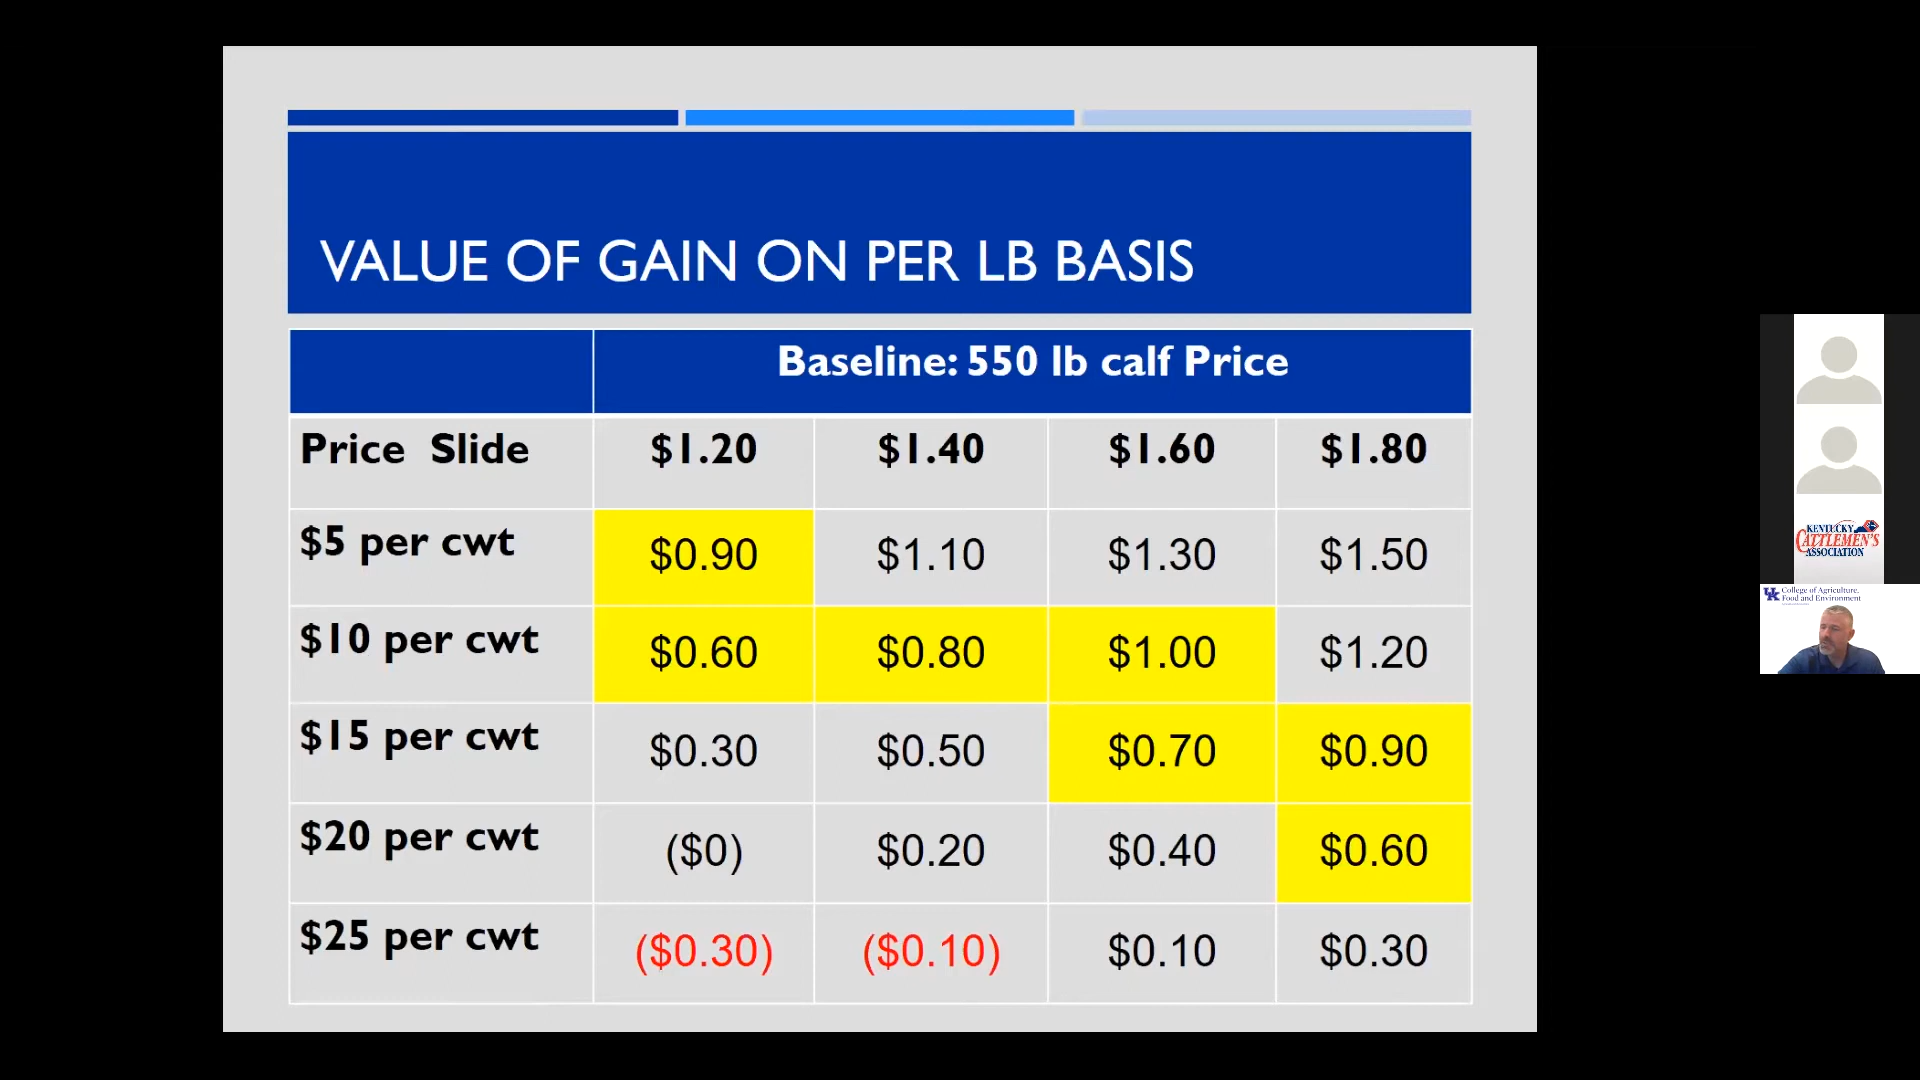 VALUE OF GAIN ON PER LB BASIS
Baseline: 550 lb calf Price
Price Slide $1.20 $1.40 $1.60 $1.80
$5 per cwt $0.90 $1.10 $1.30 $1.50
$10 per cwt $0.60 $0.80 $1.00 $1.20
$15 per cwt $0.30 $0.50 $0.70 $0.90
$20 per cwt ($0) $0.20 $0.40 $0.60
$25 per cwt ($0.30) ($0.10) $0.10 $0.30
KENTUCKY
CATTLEMEN'S
ASSOCIATION
UK College of Agriculture,
Food and Environment